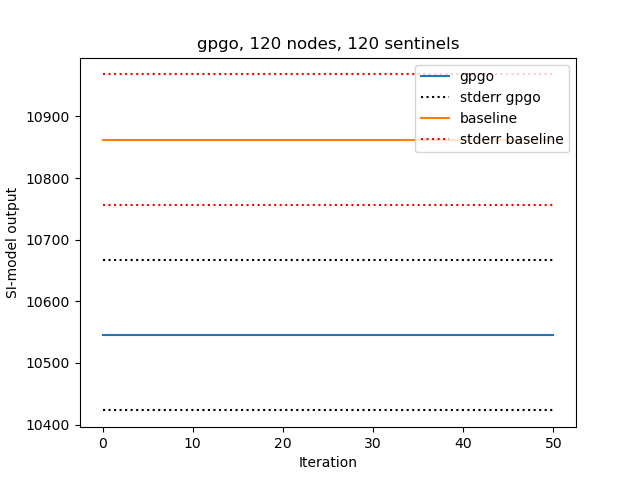 gpgo, 120 nodes, 120 sentinels
gpgo
stderr gpgo
baseline
stderr baseline
SI-model output
10900
10800
10700
10600
10500
10400
0 10 20 30 40 50
Iteration